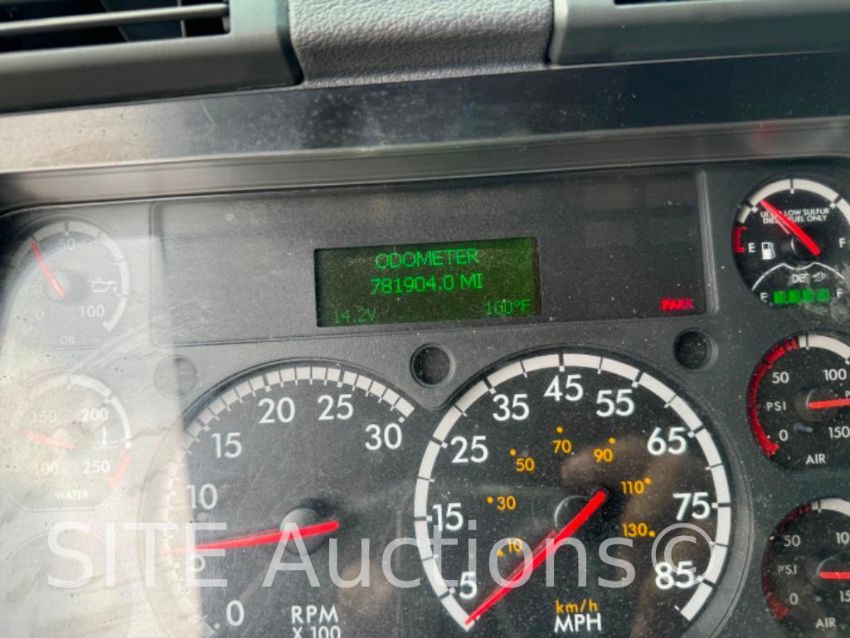 ODOMETER
781904.0 MI
14.2V 100°F
PARK
ULTRA LOW SULFUR
DIESEL FUEL ONLY
E F
DEF
E F
50
0 100
OIL
150 200
100 250
WATER
0 5 10 15 20 25 30
RPM
X 100
5 15 25 35 45 55 65 75 85
10 30 50 70 90 110 130
km/h
MPH
50 100
PSI
0 150
AIR
50 100
PSI
0 15
AIR
SITE Auctions©